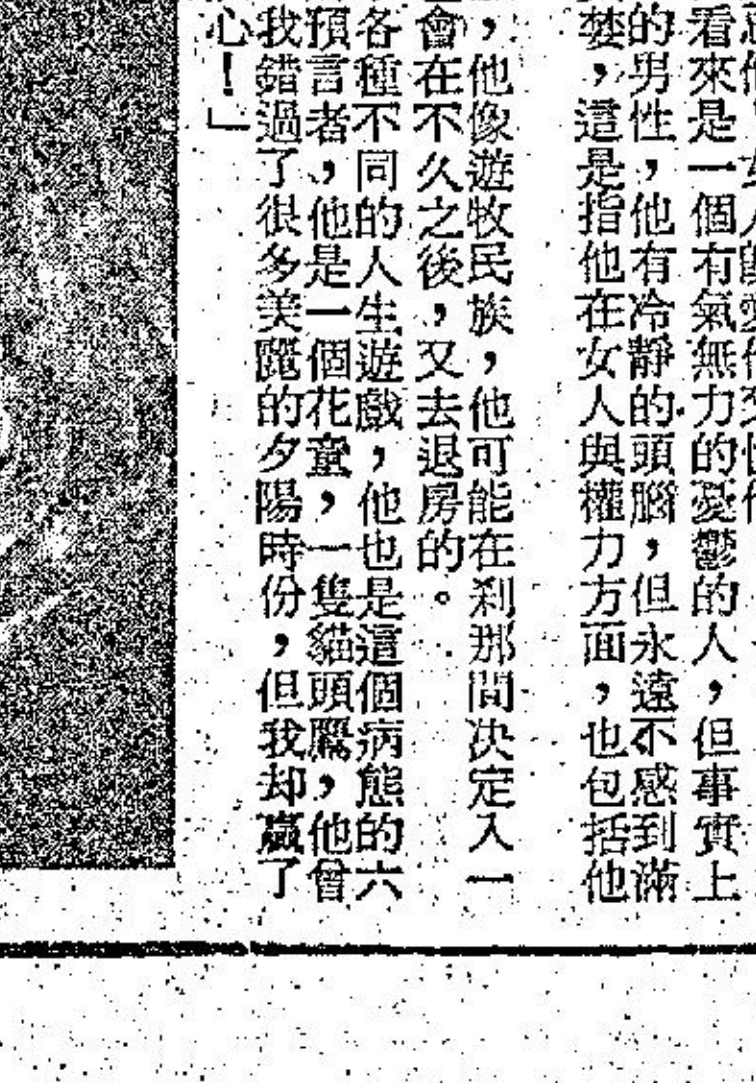 看來是一個有氣無力的憂鬱的人，但事實上
的男性，他有冷靜的頭腦，但永遠不感到滿
婪，這是指他在女人與權力方面，也包括他
，他像遊牧民族，他可能在剎那間決定入一
會在不久之後，又去退房的。
各種不同的人生遊戲，他也是這個病態的六
預言者，他是一個花童，一隻貓頭鷹，他曾
我錯過了很多美麗的夕陽時份，但我却贏了
心！」